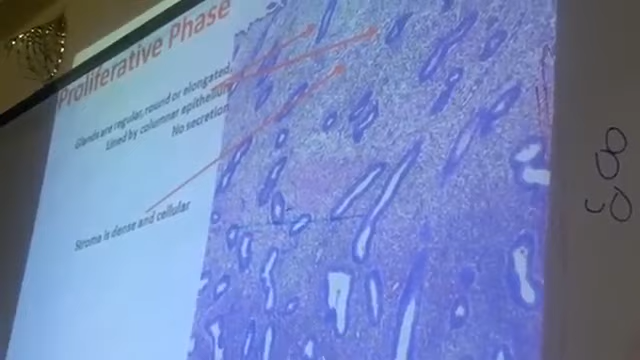 Proliferative Phase
Glands are regular, round or elongated,
Lined by columnar epithelium
No secretion
Stroma is dense and cellular